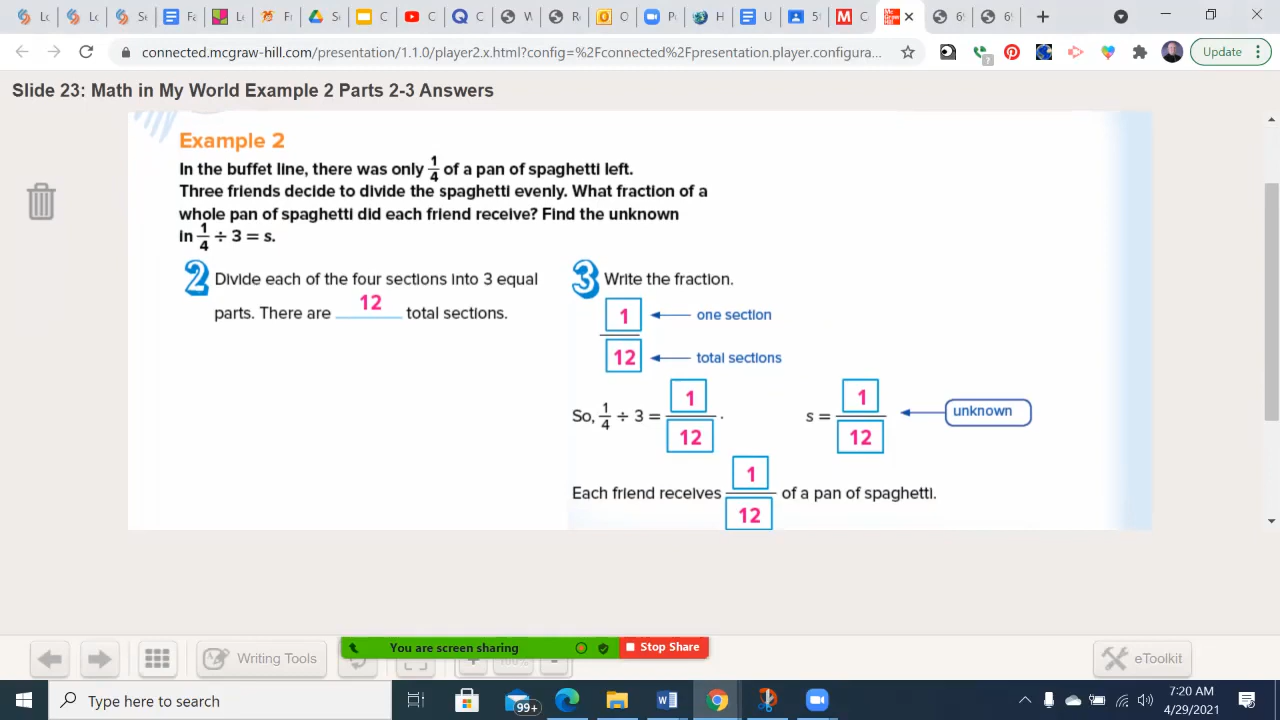 connected.mcgraw-hill.com/presentation/1.1.0/player2.x.html?config=%2Fconnected%2Fpresentation.player.configura...
Update
Slide 23: Math in My World Example 2 Parts 2-3 Answers
Example 2
In the buffet line, there was only 1/4 of a pan of spaghetti left.
Three friends decide to divide the spaghetti evenly. What fraction of a
whole pan of spaghetti did each friend receive? Find the unknown
in 1/4 ÷ 3 = s.
2 Divide each of the four sections into 3 equal
parts. There are 12 total sections.
3 Write the fraction.
1 one section
12 total sections
So, 1/4 ÷ 3 = 1/12. s = 1/12 unknown
Each friend receives 1/12 of a pan of spaghetti.
Writing Tools
You are screen sharing
Stop Share
100%
eToolkit
Type here to search
99+
7:20 AM
4/29/2021